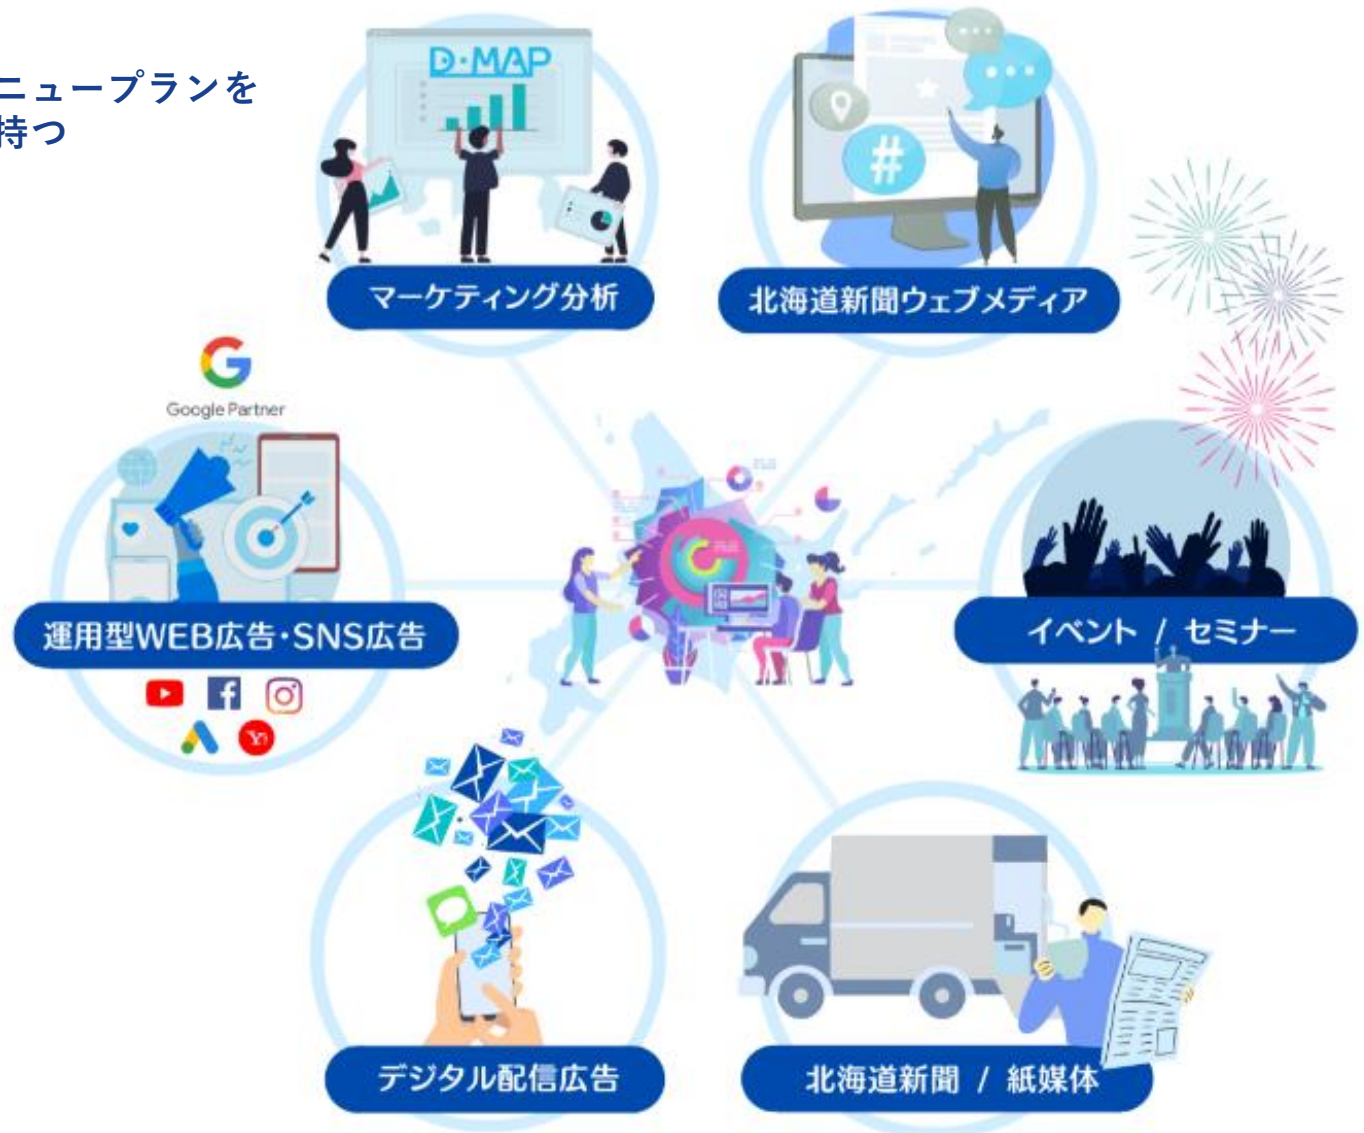 ニュープランを
持つ
D·MAP
マーケティング分析
#
北海道新聞ウェブメディア
Google Partner
運用型WEB広告・SNS広告
イベント / セミナー
デジタル配信広告
北海道新聞 / 紙媒体